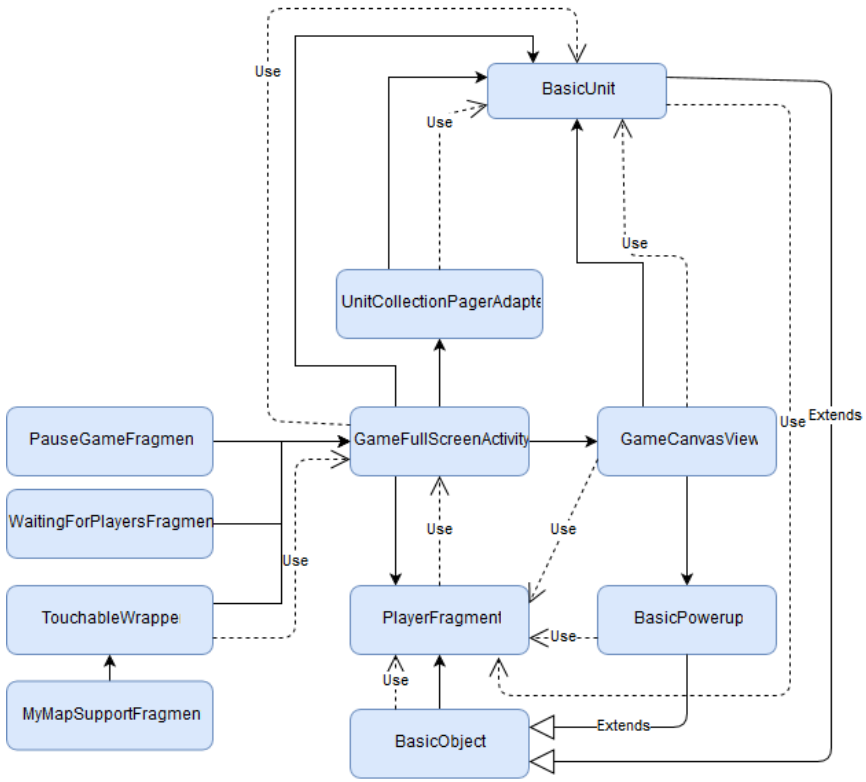 Use
BasicUnit
Use
Use
UnitCollectionPagerAdapte
Extends
Use
PauseGameFragmen
GameFullScreenActivity
GameCanvasView
WaitingForPlayersFragmen
Use
Use
Use
TouchableWrappe
PlayerFragment
BasicPowerup
Use
Use
MyMapSupportFragmen
BasicObject
Extends